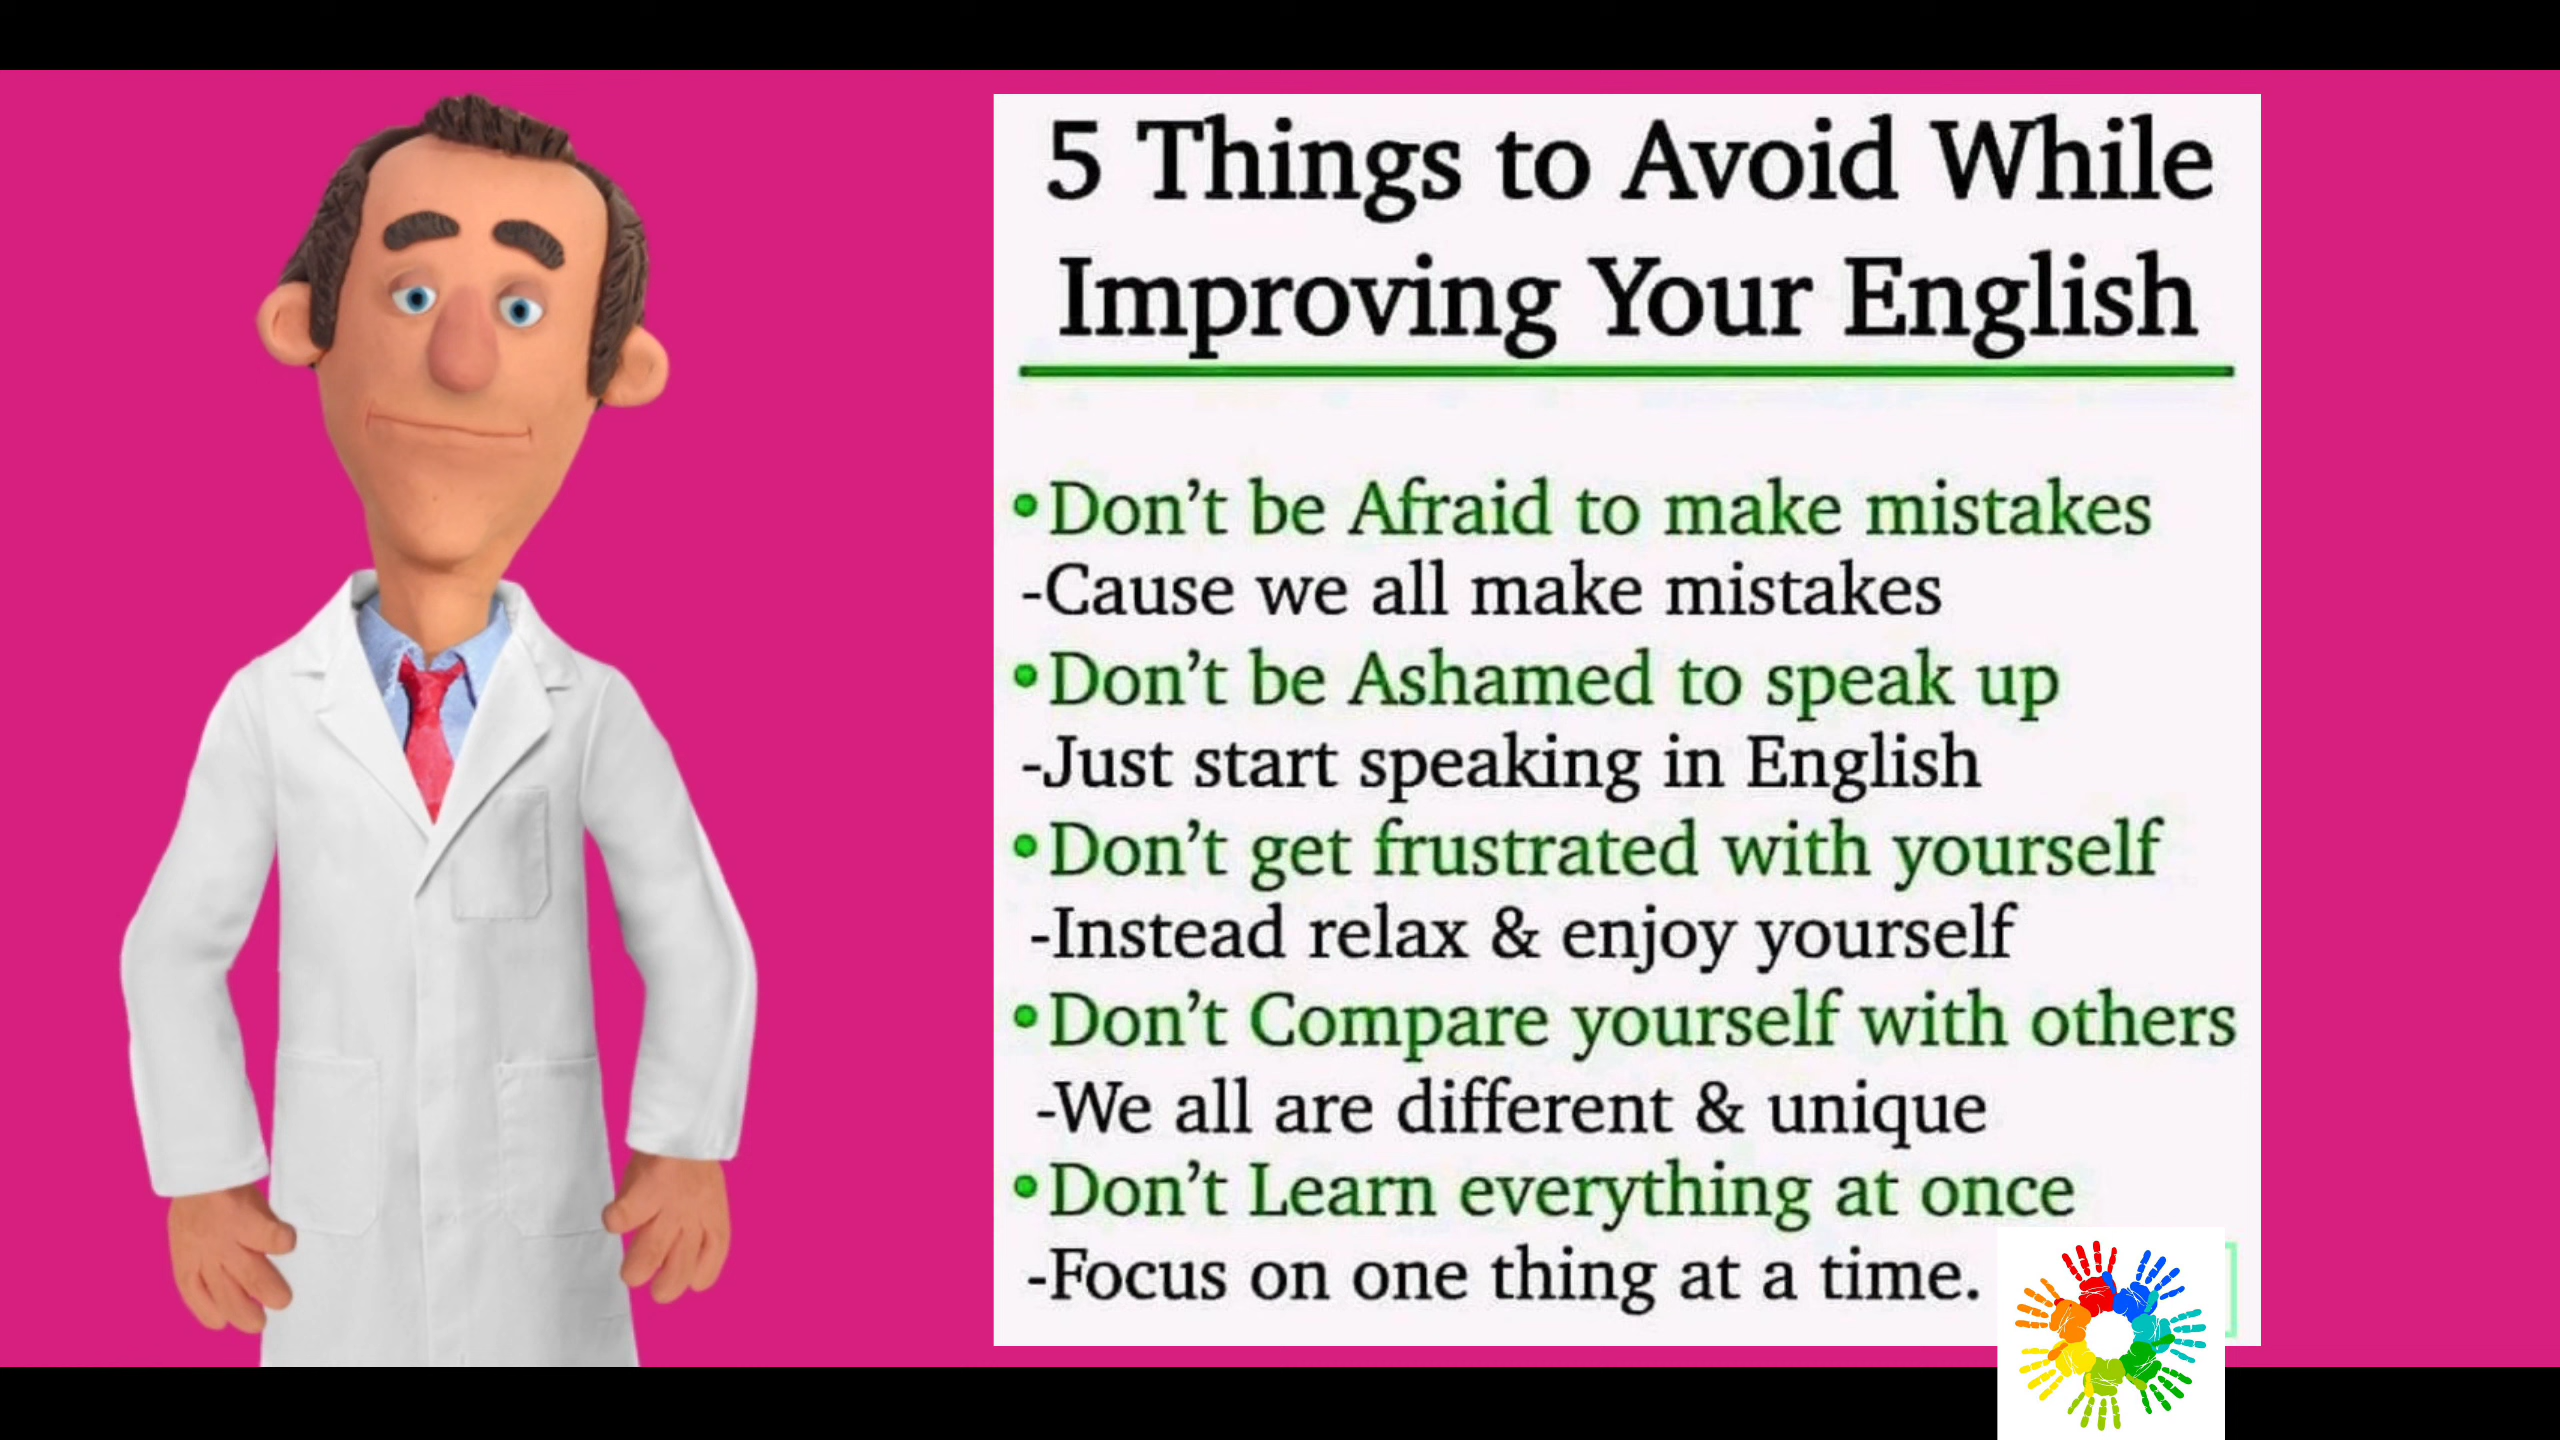 5 Things to Avoid While
Improving Your English
•Don't be Afraid to make mistakes
-Cause we all make mistakes
•Don't be Ashamed to speak up
-Just start speaking in English
•Don't get frustrated with yourself
-Instead relax & enjoy yourself
•Don't Compare yourself with others
-We all are different & unique
•Don't Learn everything at once
-Focus on one thing at a time.